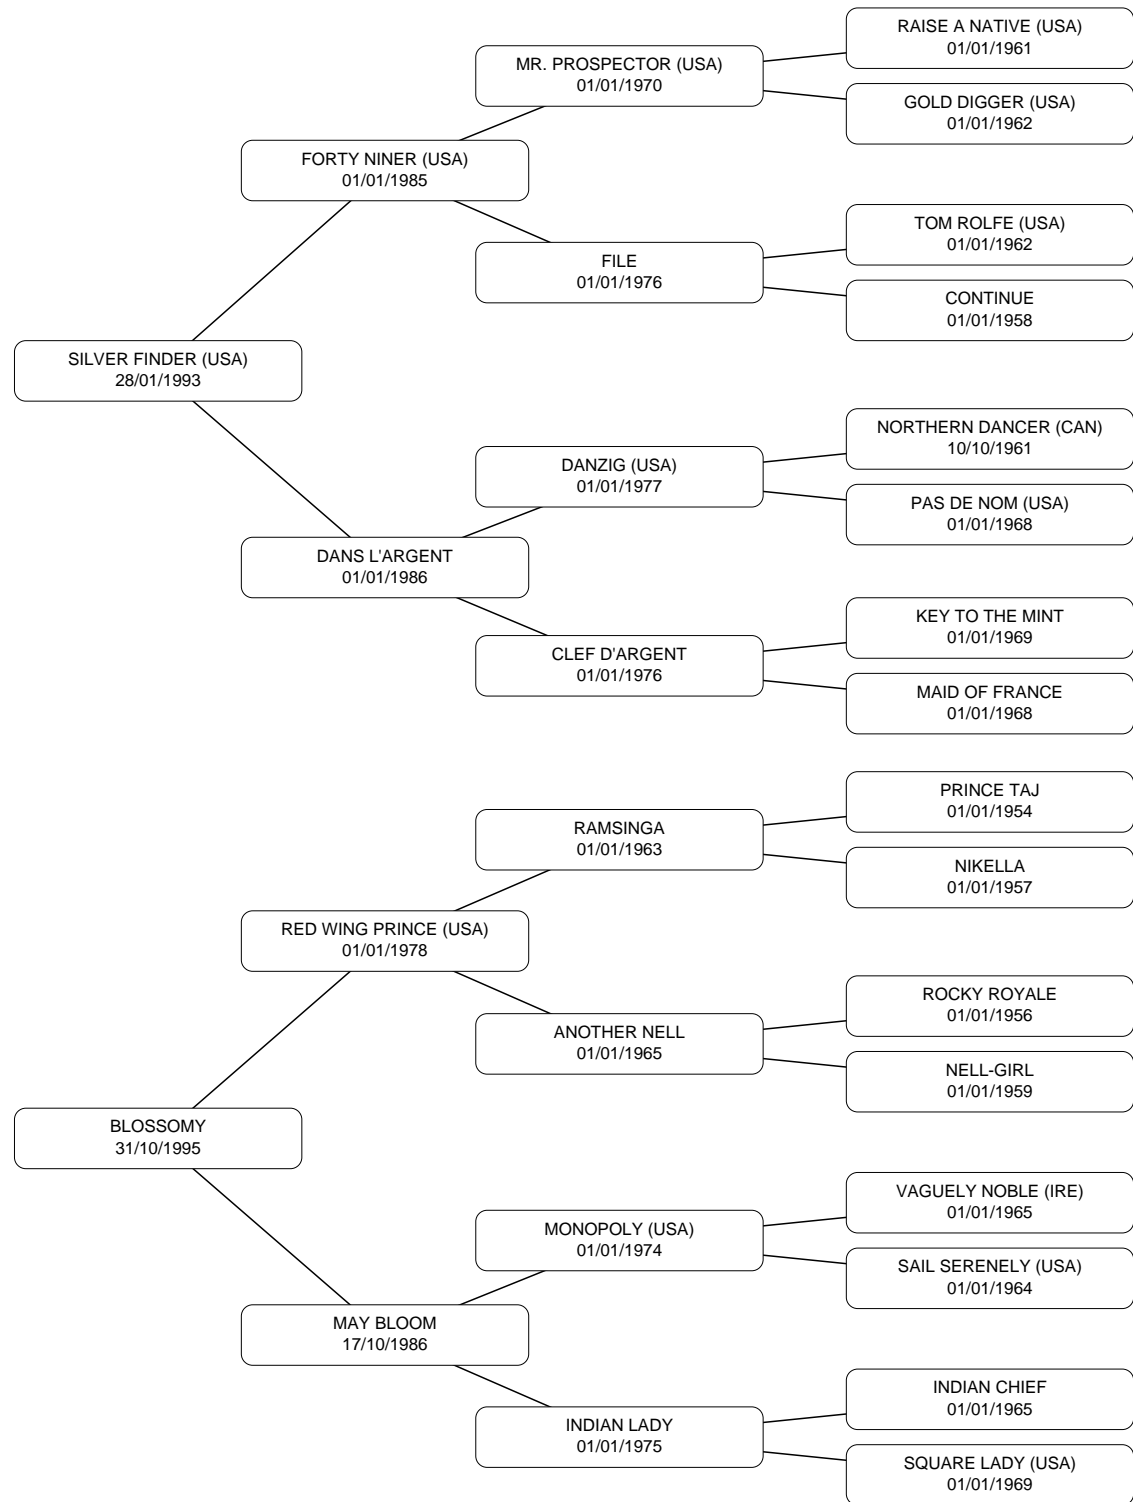 RAISE A NATIVE (USA)
01/01/1961
MR. PROSPECTOR (USA)
01/01/1970
GOLD DIGGER (USA)
01/01/1962
FORTY NINER (USA)
01/01/1985
TOM ROLFE (USA)
01/01/1962
FILE
01/01/1976
CONTINUE
01/01/1958
SILVER FINDER (USA)
28/01/1993
NORTHERN DANCER (CAN)
10/10/1961
DANZIG (USA)
01/01/1977
PAS DE NOM (USA)
01/01/1968
DANS L'ARGENT
01/01/1986
KEY TO THE MINT
01/01/1969
CLEF D'ARGENT
01/01/1976
MAID OF FRANCE
01/01/1968
PRINCE TAJ
01/01/1954
RAMSINGA
01/01/1963
NIKELLA
01/01/1957
RED WING PRINCE (USA)
01/01/1978
ROCKY ROYALE
01/01/1956
ANOTHER NELL
01/01/1965
NELL-GIRL
01/01/1959
BLOSSOMY
31/10/1995
VAGUELY NOBLE (IRE)
01/01/1965
MONOPOLY (USA)
01/01/1974
SAIL SERENELY (USA)
01/01/1964
MAY BLOOM
17/10/1986
INDIAN CHIEF
01/01/1965
INDIAN LADY
01/01/1975
SQUARE LADY (USA)
01/01/1969